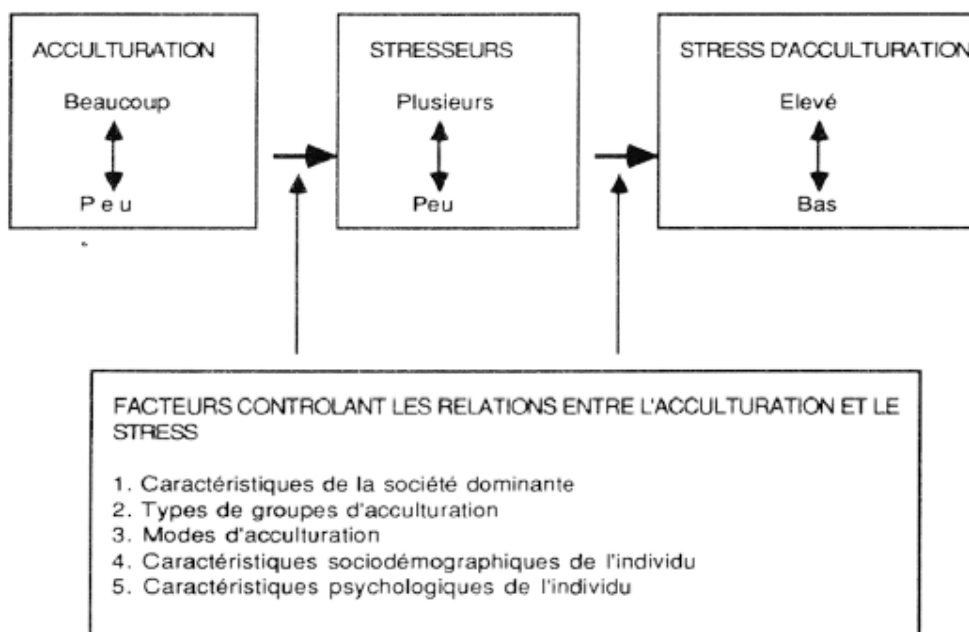 ACCULTURATION
Beaucoup
Peu
STRESSEURS
Plusieurs
Peu
STRESS D'ACCULTURATION
Elevé
Bas
FACTEURS CONTROLANT LES RELATIONS ENTRE L'ACCULTURATION ET LE
STRESS
1. Caractéristiques de la société dominante
2. Types de groupes d'acculturation
3. Modes d'acculturation
4. Caractéristiques sociodémographiques de l'individu
5. Caractéristiques psychologiques de l'individu